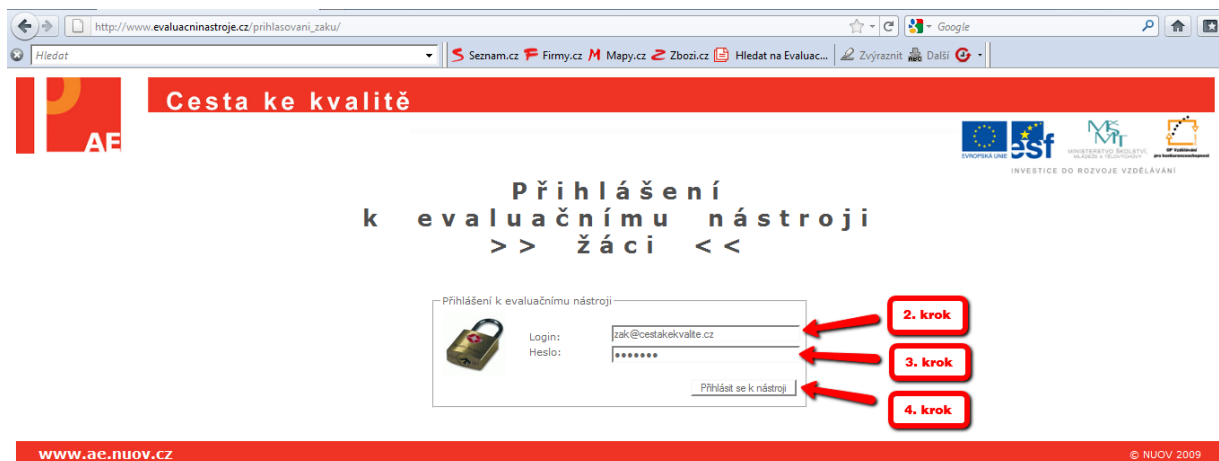 http://www.evaluacninastroje.cz/prihlasovani_zaku/
Google
Hledat
Seznam.cz Firmy.cz Mapy.cz Zbozi.cz Hledat na Evaluac... Zvýraznit Další
Cesta ke kvalitě
AE
EVROPSKÁ UNIE
esf
MŠMT
MINISTERSTVO ŠKOLSTVÍ,
MLÁDEŽE A TĚLOVÝCHOVY
OP Vzdělávání
pro konkurenceschopnost
INVESTICE DO ROZVOJE VZDĚLÁVÁNÍ
Přihlášení
k evaluačnímu nástroji
>> žáci <<
Přihlášení k evaluačnímu nástroji
Login: zak@cestakekvalite.cz
2. krok
Heslo: •••••••
3. krok
Přihlásit se k nástroji
4. krok
www.ae.nuov.cz
© NUOV 2009